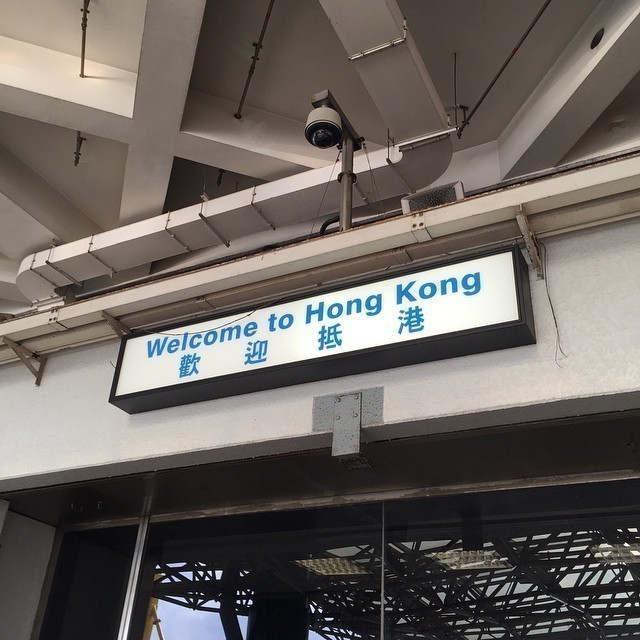 Welcome to Hong Kong
歡迎抵港